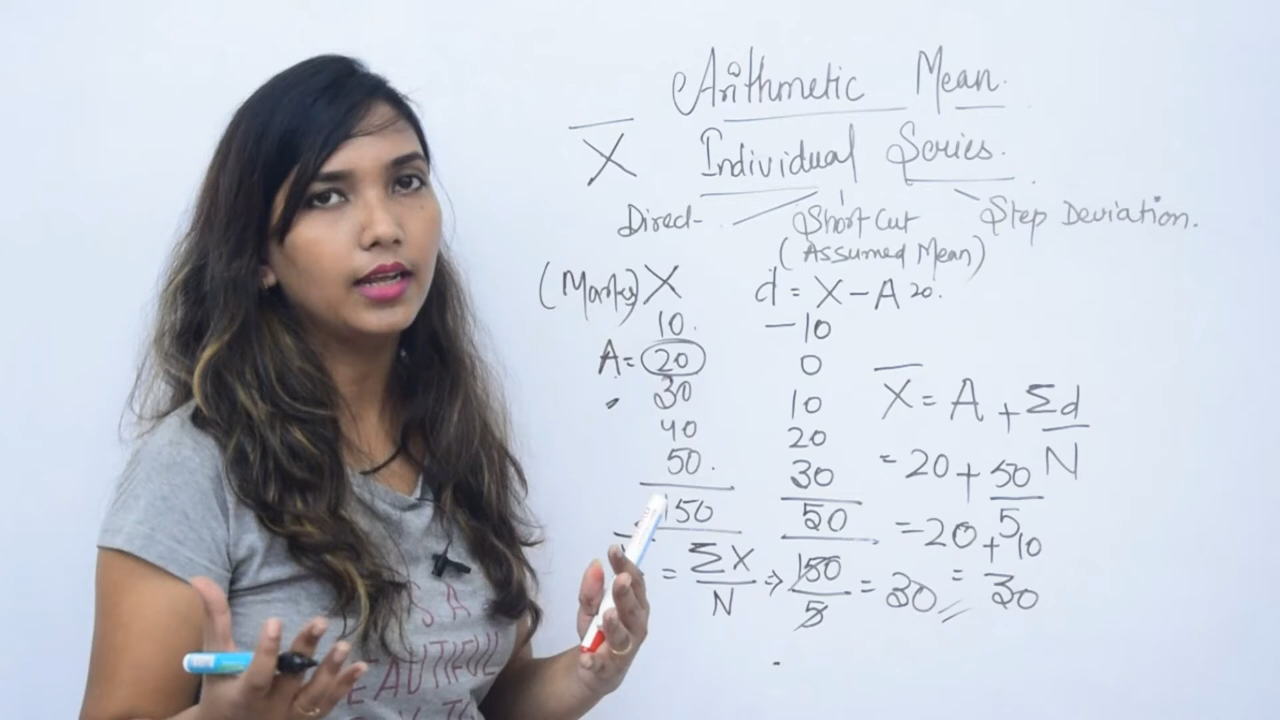 Arithmetic Mean.
X̅ Individual Series.
Direct Short Cut Step Deviation.
(Assumed Mean)
(Marks) X d = X - A 20.
10. -10
A = 20 0
30 10
40 20
50. 30
150 50
X̅ = A + Σd/N
= 20 + 50/5
= 20 + 10
= 30
= ΣX/N ⇒ 150/5 = 30
S A
EAUTIFUL